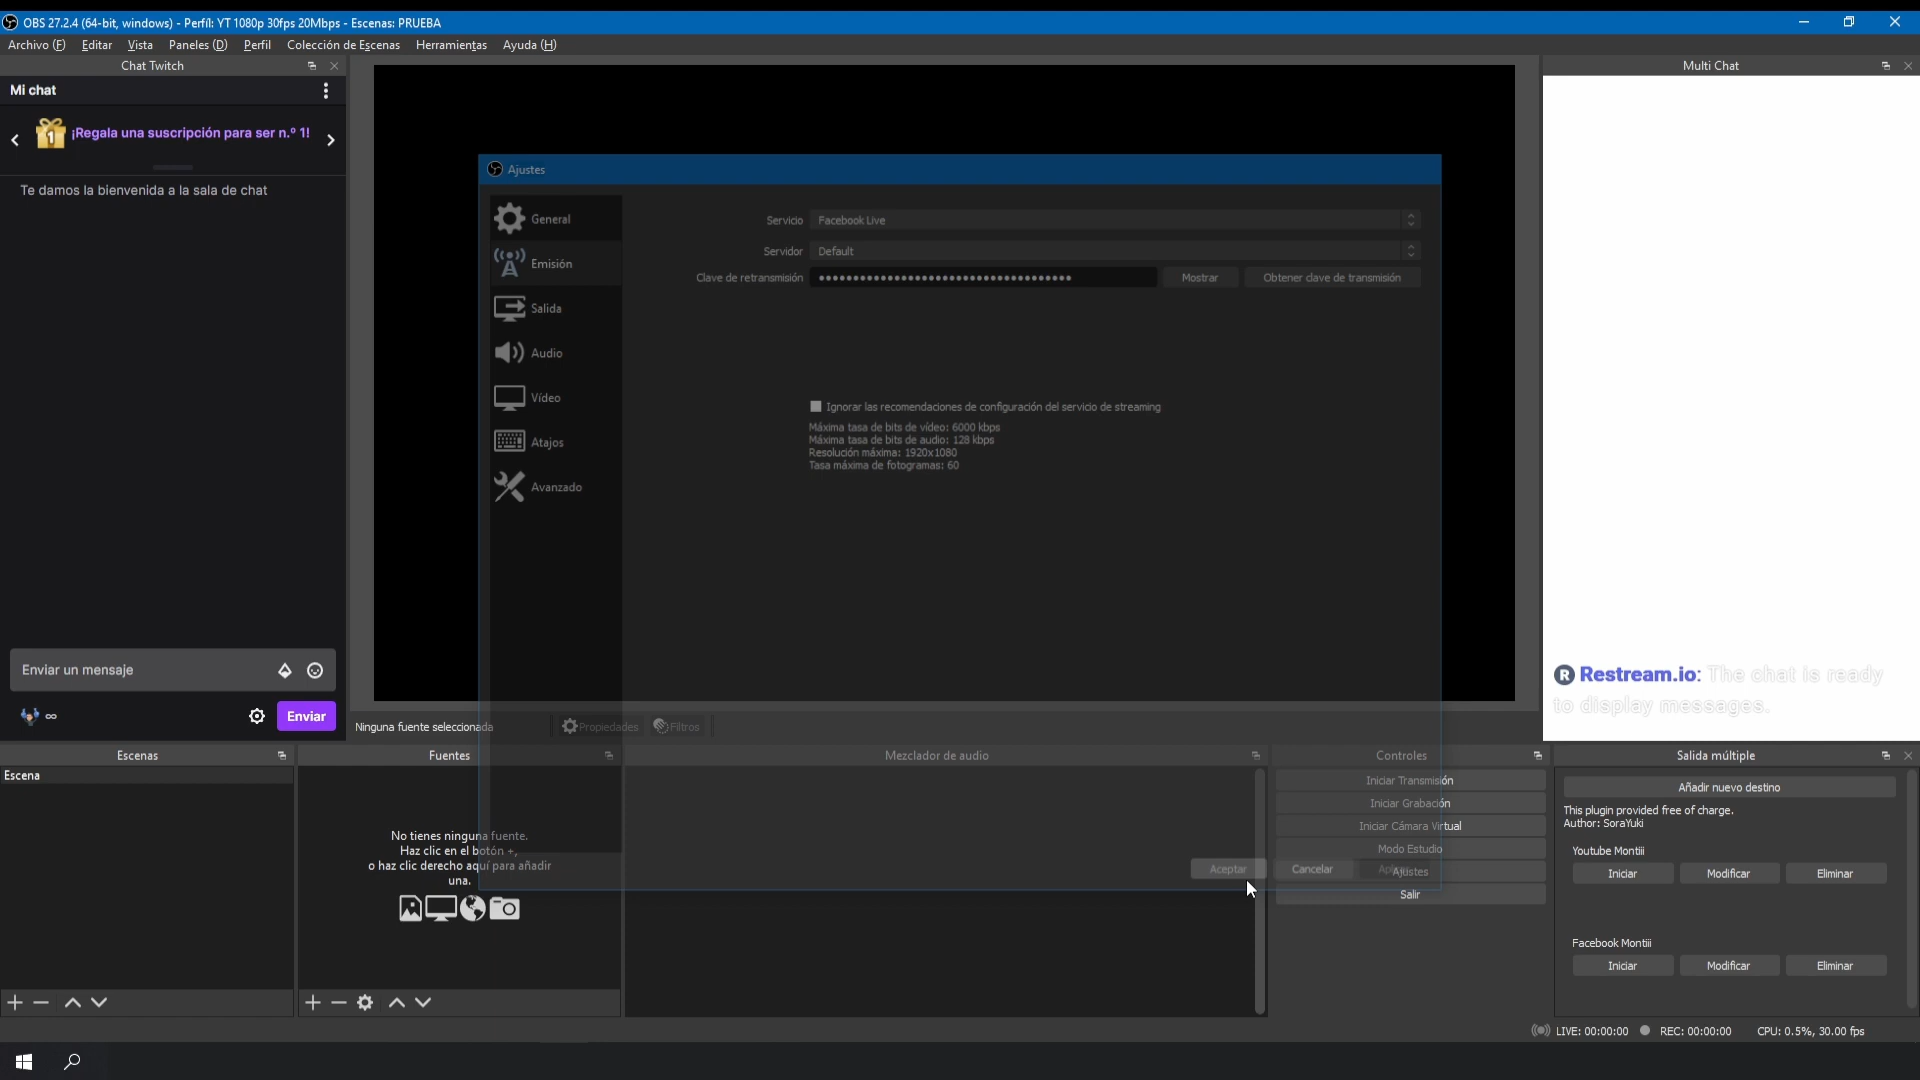 OBS 27.2.4 (64-bit, windows) - Perfil: YT 1080p 30fps 20Mbps - Escenas: PRUEBA
Archivo (F) Editar Vista Paneles (D) Perfil Colección de Escenas Herramientas Ayuda (H)
Chat Twitch
Multi Chat
Mi chat
1
¡Regala una suscripción para ser n.º 1!
Te damos la bienvenida a la sala de chat
Ajustes
General
Emisión
Salida
Audio
Vídeo
Atajos
Avanzado
Servicio Facebook Live
Servidor Default
Clave de retransmisión ●●●●●●●●●●●●●●●●●●●●●●●●●●●●●●●●●●●●● Mostrar Obtener clave de transmisión
Ignorar las recomendaciones de configuración del servicio de streaming
Máxima tasa de bits de vídeo: 6000 kbps
Máxima tasa de bits de audio: 128 kbps
Resolución máxima: 1920x1080
Tasa máxima de fotogramas: 60
Enviar un mensaje
∞
Enviar
R Restream.io: The chat is ready
to display messages.
Ninguna fuente seleccionada Propiedades Filtros
Escenas
Escena
Fuentes
No tienes ninguna fuente.
Haz clic en el botón +,
o haz clic derecho aquí para añadir
una.
Mezclador de audio
Controles
Iniciar Transmisión
Iniciar Grabación
Iniciar Cámara Virtual
Modo Estudio
Aceptar Cancelar
Ajustes
Salir
Salida múltiple
Añadir nuevo destino
This plugin provided free of charge.
Author: SoraYuki
Youtube Montiii
Iniciar Modificar Eliminar
Facebook Montiii
Iniciar Modificar Eliminar
LIVE: 00:00:00 REC: 00:00:00 CPU: 0.5%, 30.00 fps